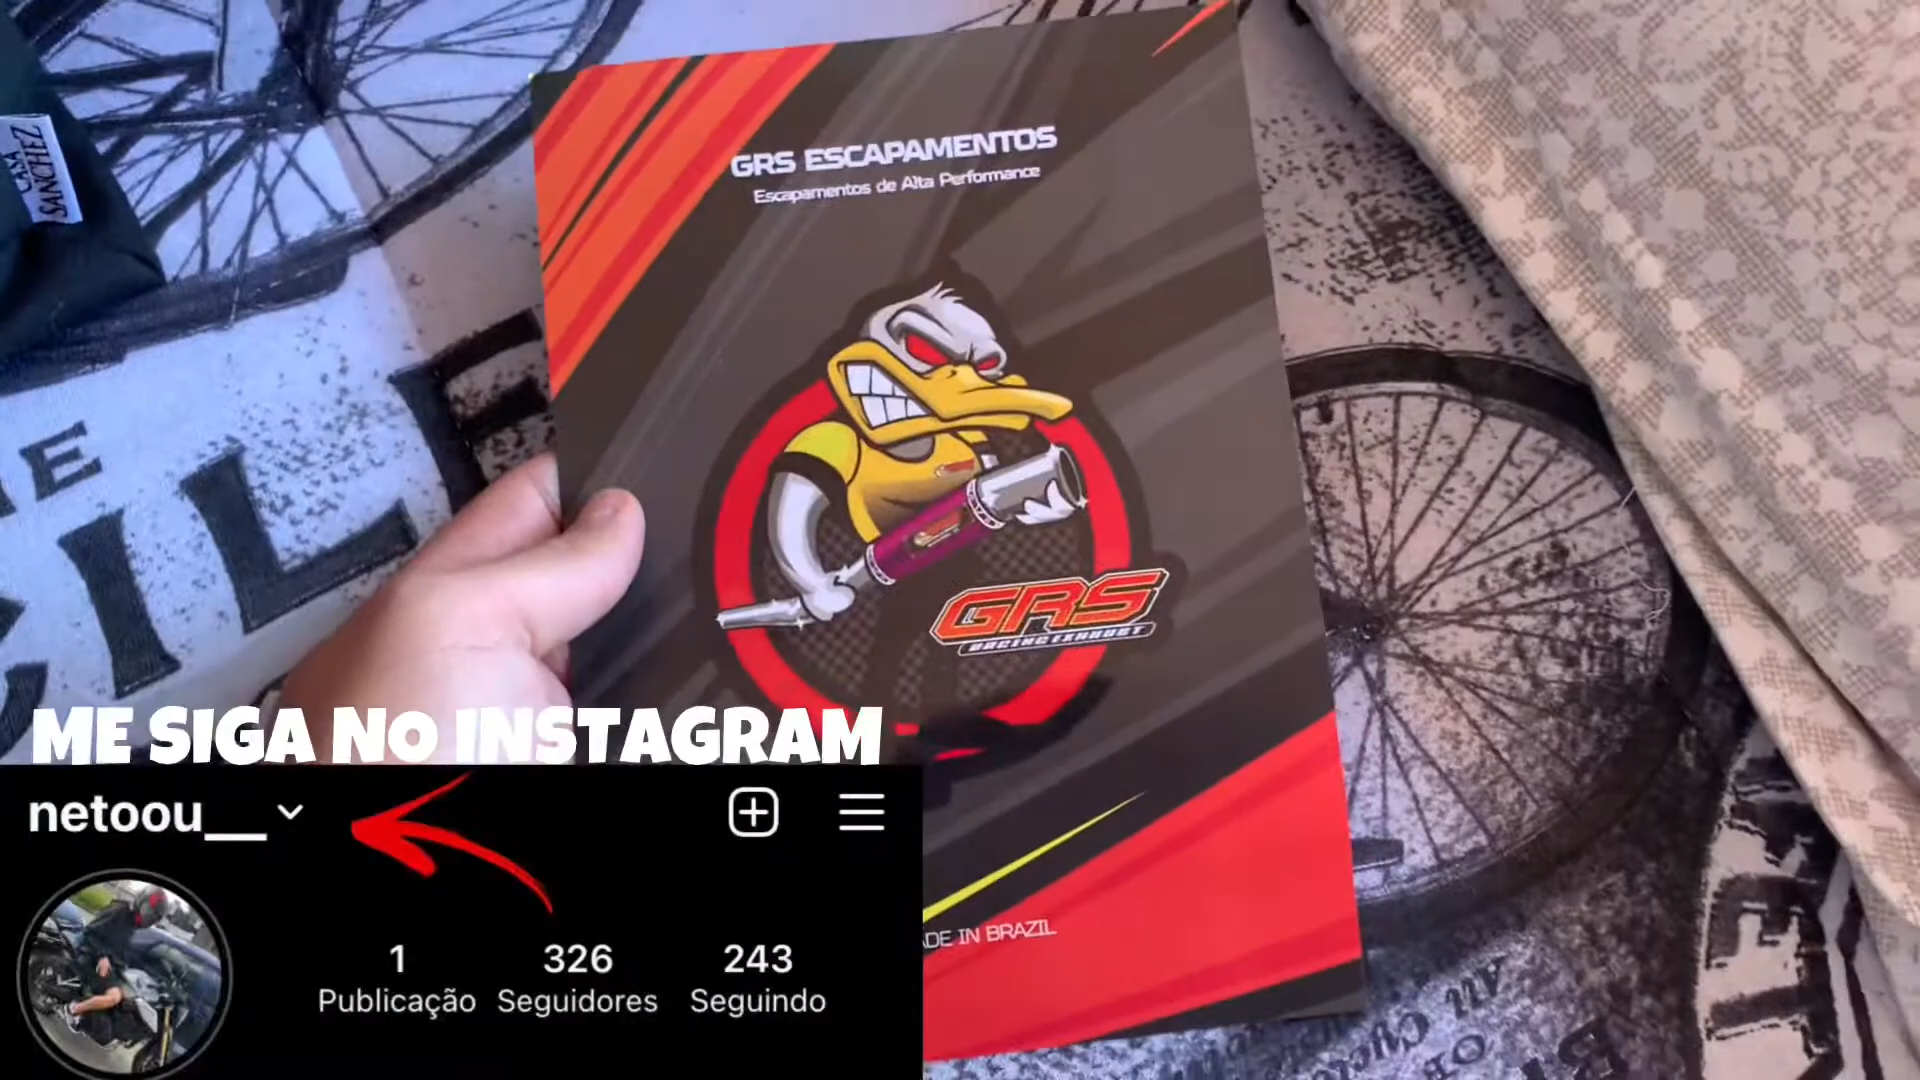 CASA
SANCHEZ
GRS ESCAPAMENTOS
Escapamentos de Alta Performance
GRS
RACING EXHAUST
ADE IN BRAZIL
ME SIGA NO INSTAGRAM
netoou__
1
326
243
Publicação
Seguidores
Seguindo